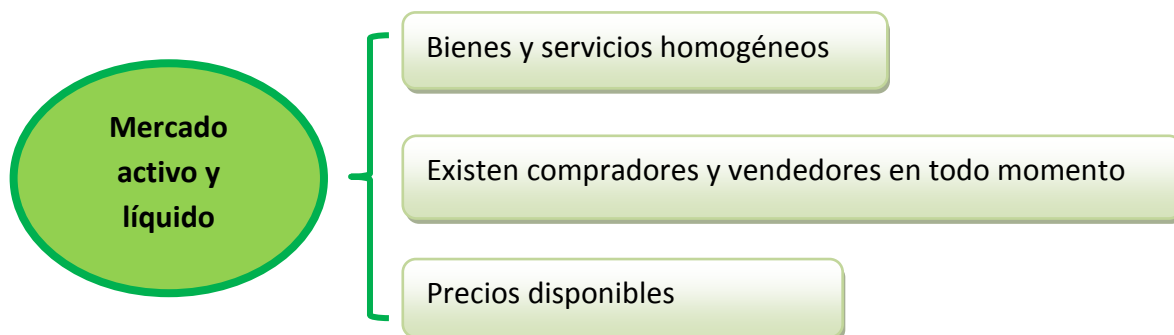 Mercado
activo y
líquido
Bienes y servicios homogéneos
Existen compradores y vendedores en todo momento
Precios disponibles